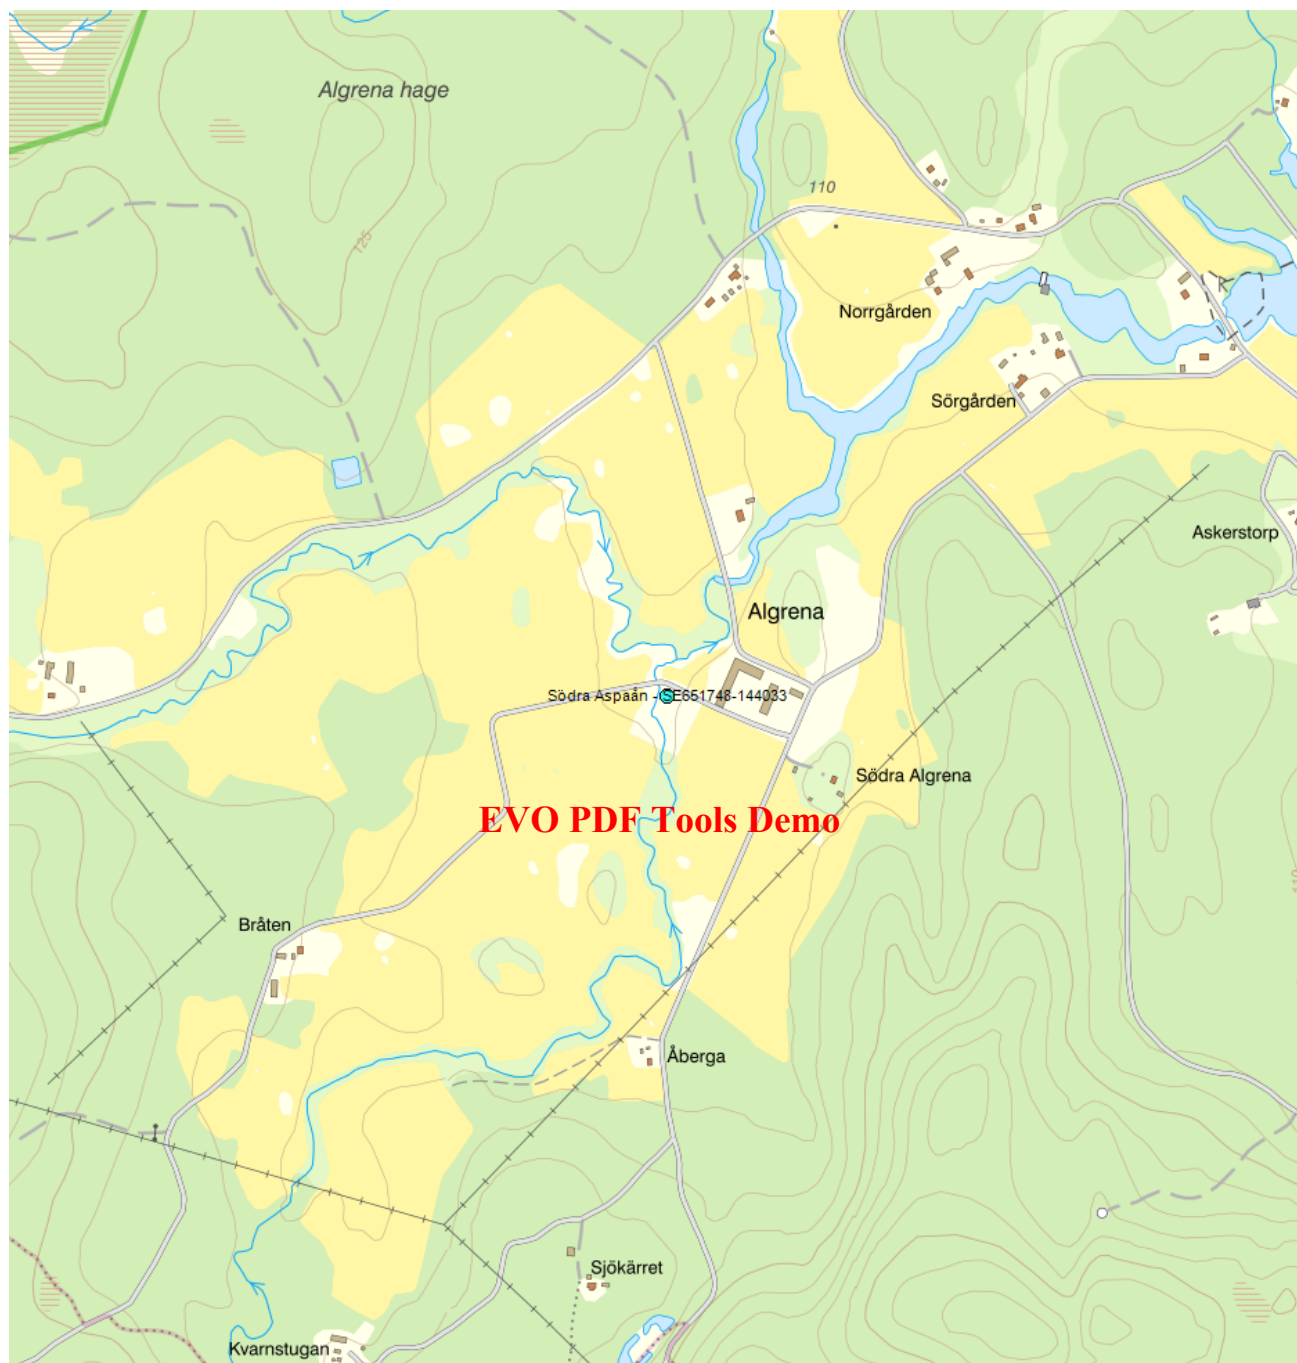 Algrena hage
110
125
Norrgården
Sörgården
Askerstorp
Algrena
Södra Aspaån - SE651748-144033
Södra Algrena
EVO PDF Tools Demo
Bråten
Åberga
Sjökärret
Kvarnstugan